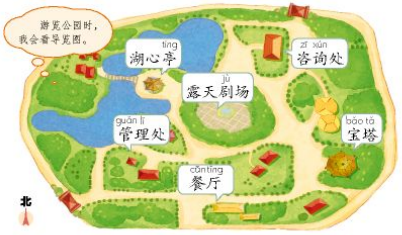 游览公园时，
我会看导览图。
tíng
湖心亭
zī xún
咨询处
jù
露天剧场
guǎn lǐ
管理处
bǎo tǎ
宝塔
cān tīng
餐厅
北